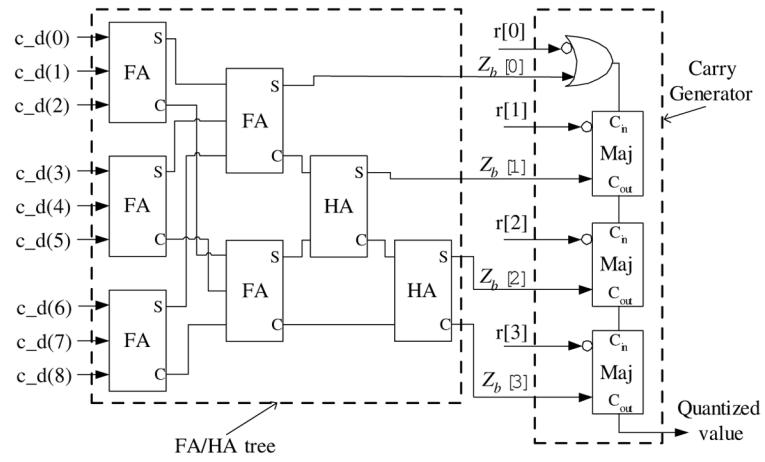 c_d(0)
c_d(1)
c_d(2)
c_d(3)
c_d(4)
c_d(5)
c_d(6)
c_d(7)
c_d(8)
S
FA
C
S
FA
C
S
FA
C
S
FA
C
S
FA
C
S
HA
C
S
HA
C
FA/HA tree
r[0]
Z_b [0]
r[1]
Z_b [1]
r[2]
Z_b [2]
r[3]
Z_b [3]
C_in
Maj
C_out
C_in
Maj
C_out
C_in
Maj
C_out
Carry
Generator
Quantized
value